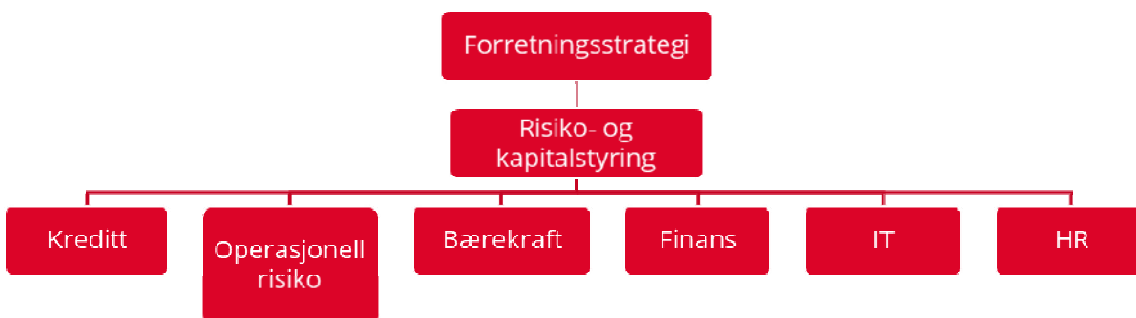 Forretningsstrategi
Risiko- og
kapitalstyring
Kreditt
Operasjonell
risiko
Bærekraft
Finans
IT
HR